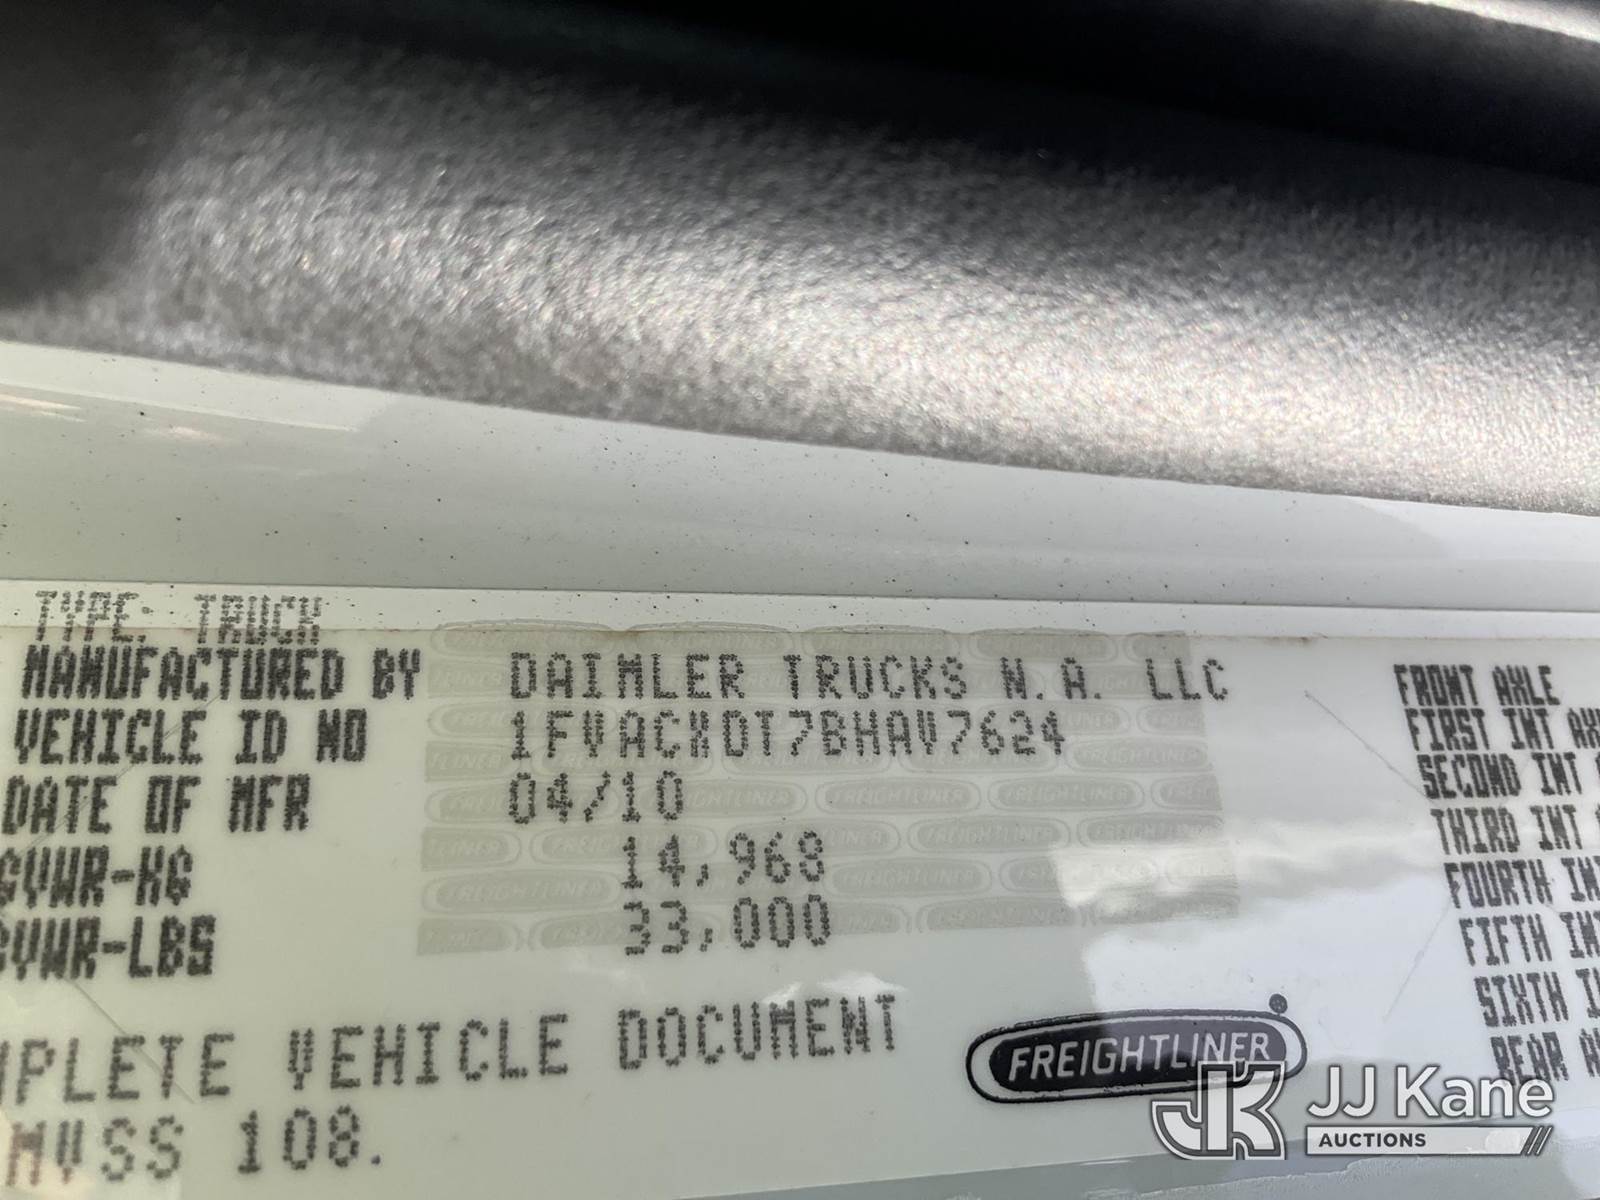 TYPE: TRUCK
MANUFACTURED BY DAIMLER TRUCKS N.A. LLC
VEHICLE ID NO 1FVACXDT7BHAV7624
DATE OF MFR 04/10
GVWR-KG 14,968
GVWR-LBS 33,000
MPLETE VEHICLE DOCUMENT
MVSS 108.
FREIGHTLINER®
FRONT AXLE
FIRST INT AX
SECOND INT
THIRD INT
FOURTH IN
FIFTH IN
SIXTH I
REAR A
JK JJ Kane
AUCTIONS